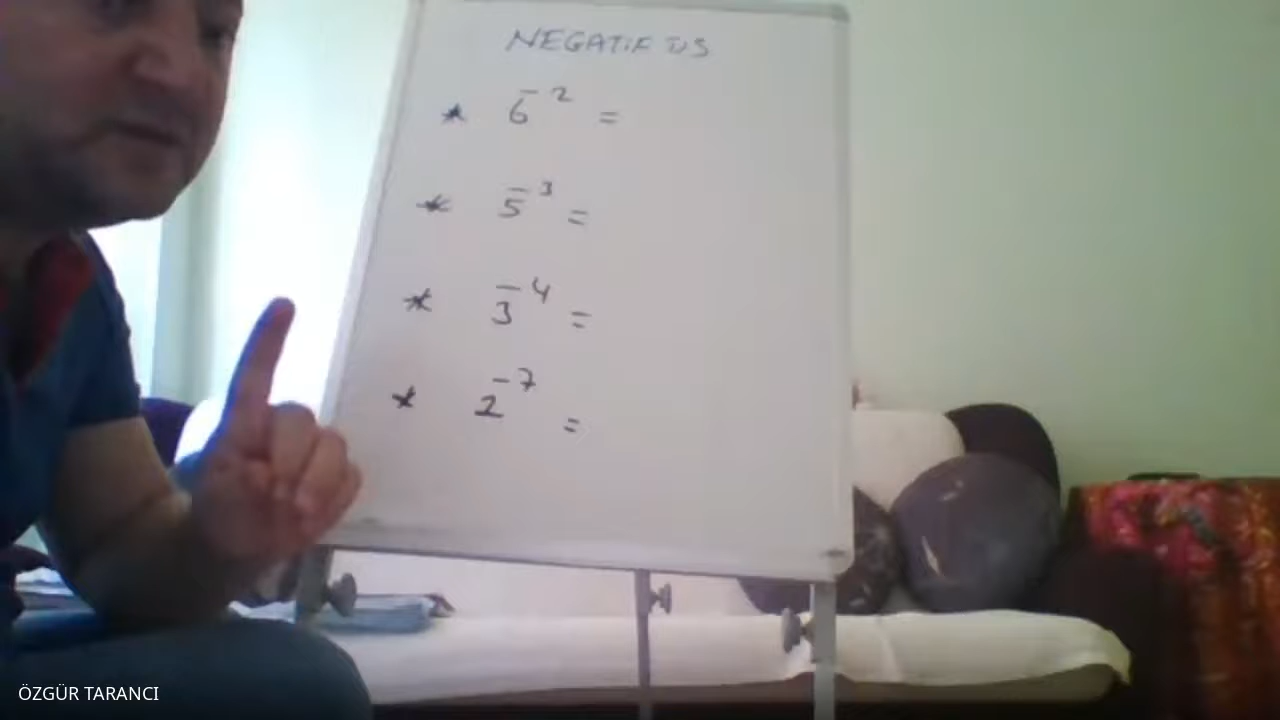 NEGATİF ÜS
* 6⁻² =
* 5⁻³ =
* 3⁻⁴ =
* 2⁻⁷ =
ÖZGÜR TARANCI